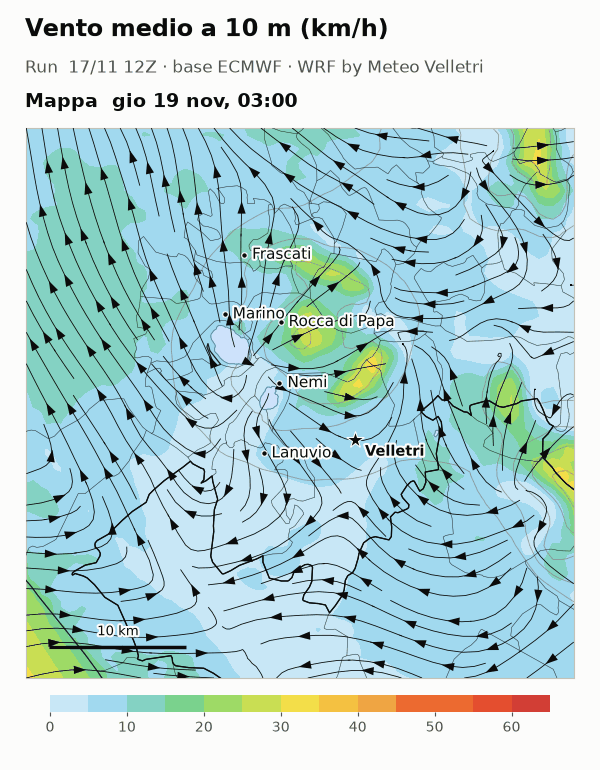 Vento medio a 10 m (km/h)
Run  17/11 12Z · base ECMWF · WRF by Meteo Velletri
Mappa  gio 19 nov, 03:00
Frascati
Marino
Rocca di Papa
Nemi
Velletri
Lanuvio
10 km
0 10 20 30 40 50 60